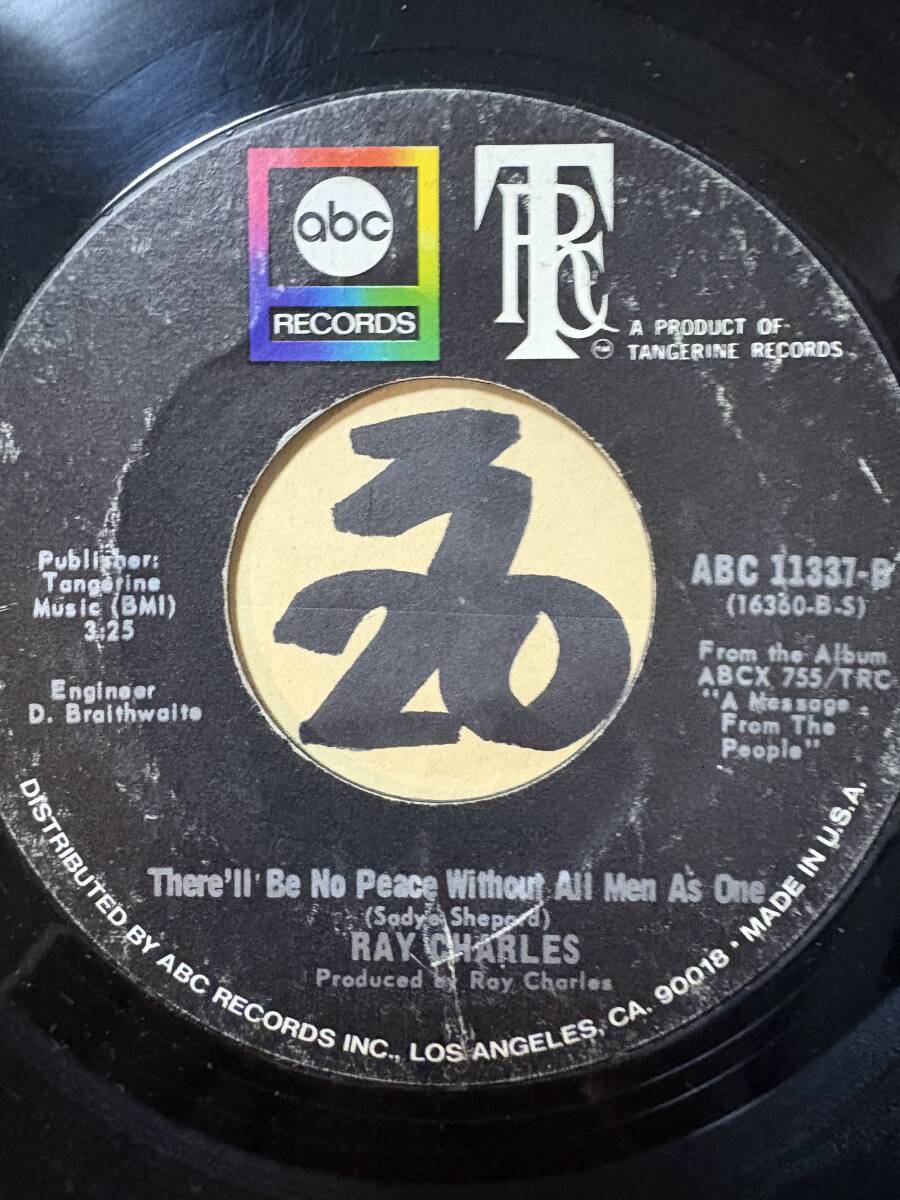 abc
RECORDS
TRC
A PRODUCT OF
TANGERINE RECORDS
Publisher:
Tangerine
Music (BMI)
3:25
Engineer
D. Braithwaite
20
ABC 11337-B
(16360-B-S)
From the Album
ABCX 755/TRC
"A Message
From The
People"
There'll Be No Peace Without All Men As One
(Sadye Shepard)
RAY CHARLES
Produced by Ray Charles
DISTRIBUTED BY ABC RECORDS INC., LOS ANGELES, CA. 90018 · MADE IN U.S.A.